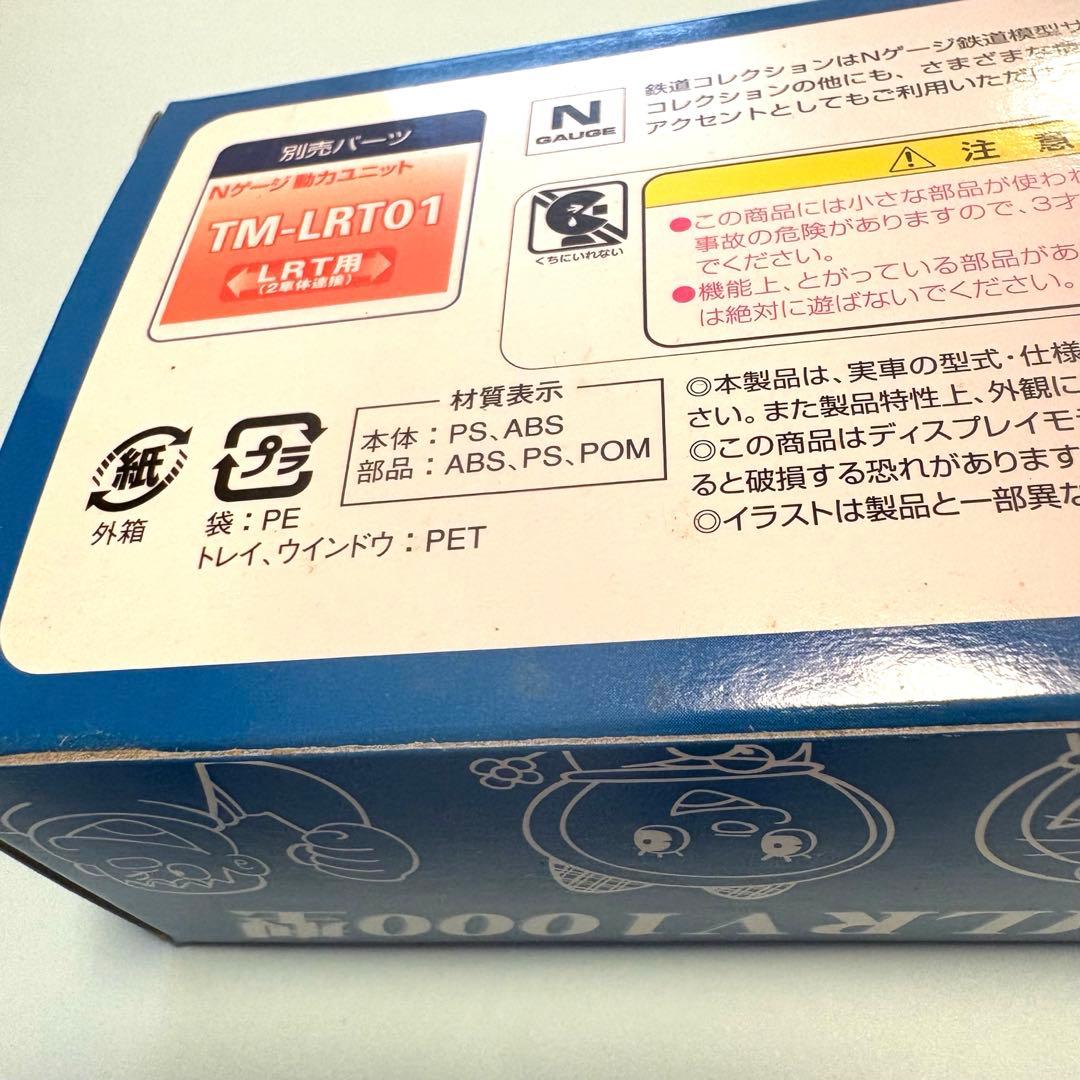 別売パーツ
Nゲージ 動力ユニット
TM-LRT01
LRT用
(2車体連接)
N
GAUGE
鉄道コレクションはNゲージ鉄道模型サ
コレクションの他にも、さまざまな
アクセントとしてもご利用いただけ
くちにいれない
注 意
●この商品には小さな部品が使われ
事故の危険がありますので、3才
でください。
●機能上、とがっている部品があ
は絶対に遊ばないでください。
材質表示
本体：PS、ABS
部品：ABS、PS、POM
紙
外箱
プラ
袋：PE
トレイ、ウインドウ：PET
◎本製品は、実車の型式・仕様
さい。また製品特性上、外観に
◎この商品はディスプレイモ
ると破損する恐れがあります
◎イラストは製品と一部異な
LRV1000型